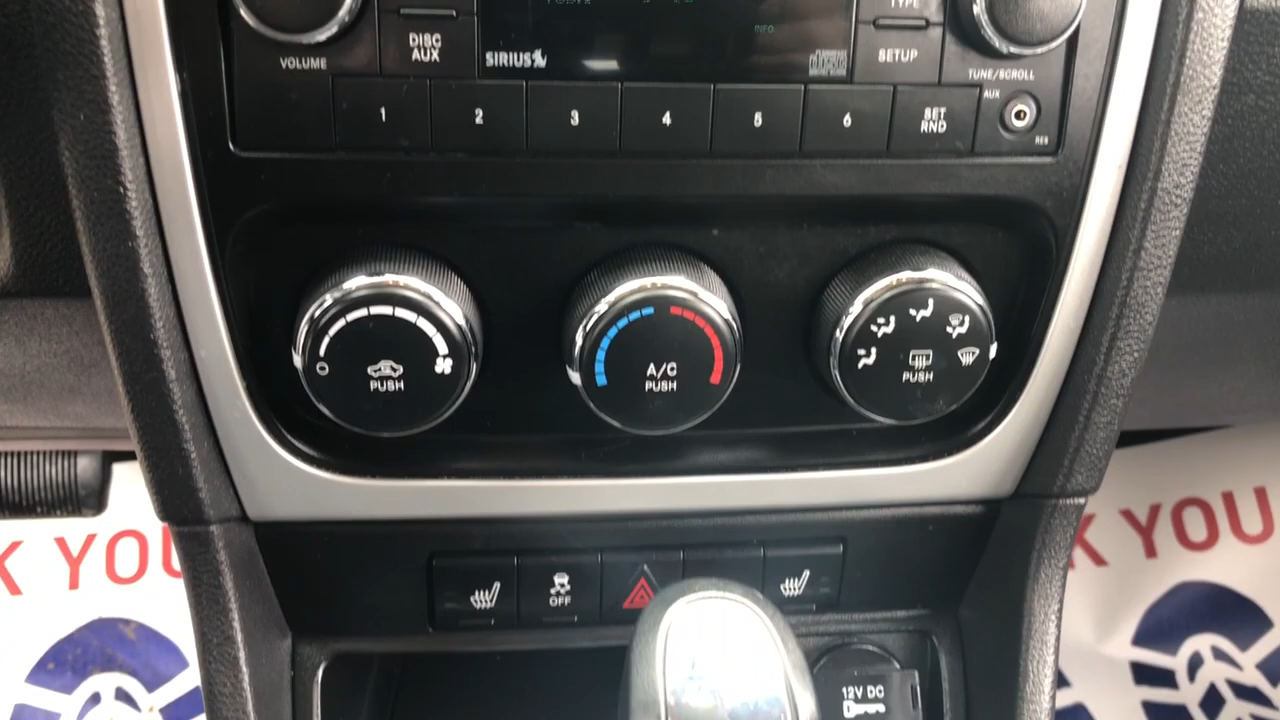 TYPE
INFO
DISC
AUX
SIRIUS
SETUP
VOLUME
TUNE/SCROLL
1
2
3
4
5
6
SET
RND
AUX
PUSH
A/C
PUSH
PUSH
K YOU
K YOU
OFF
12V DC